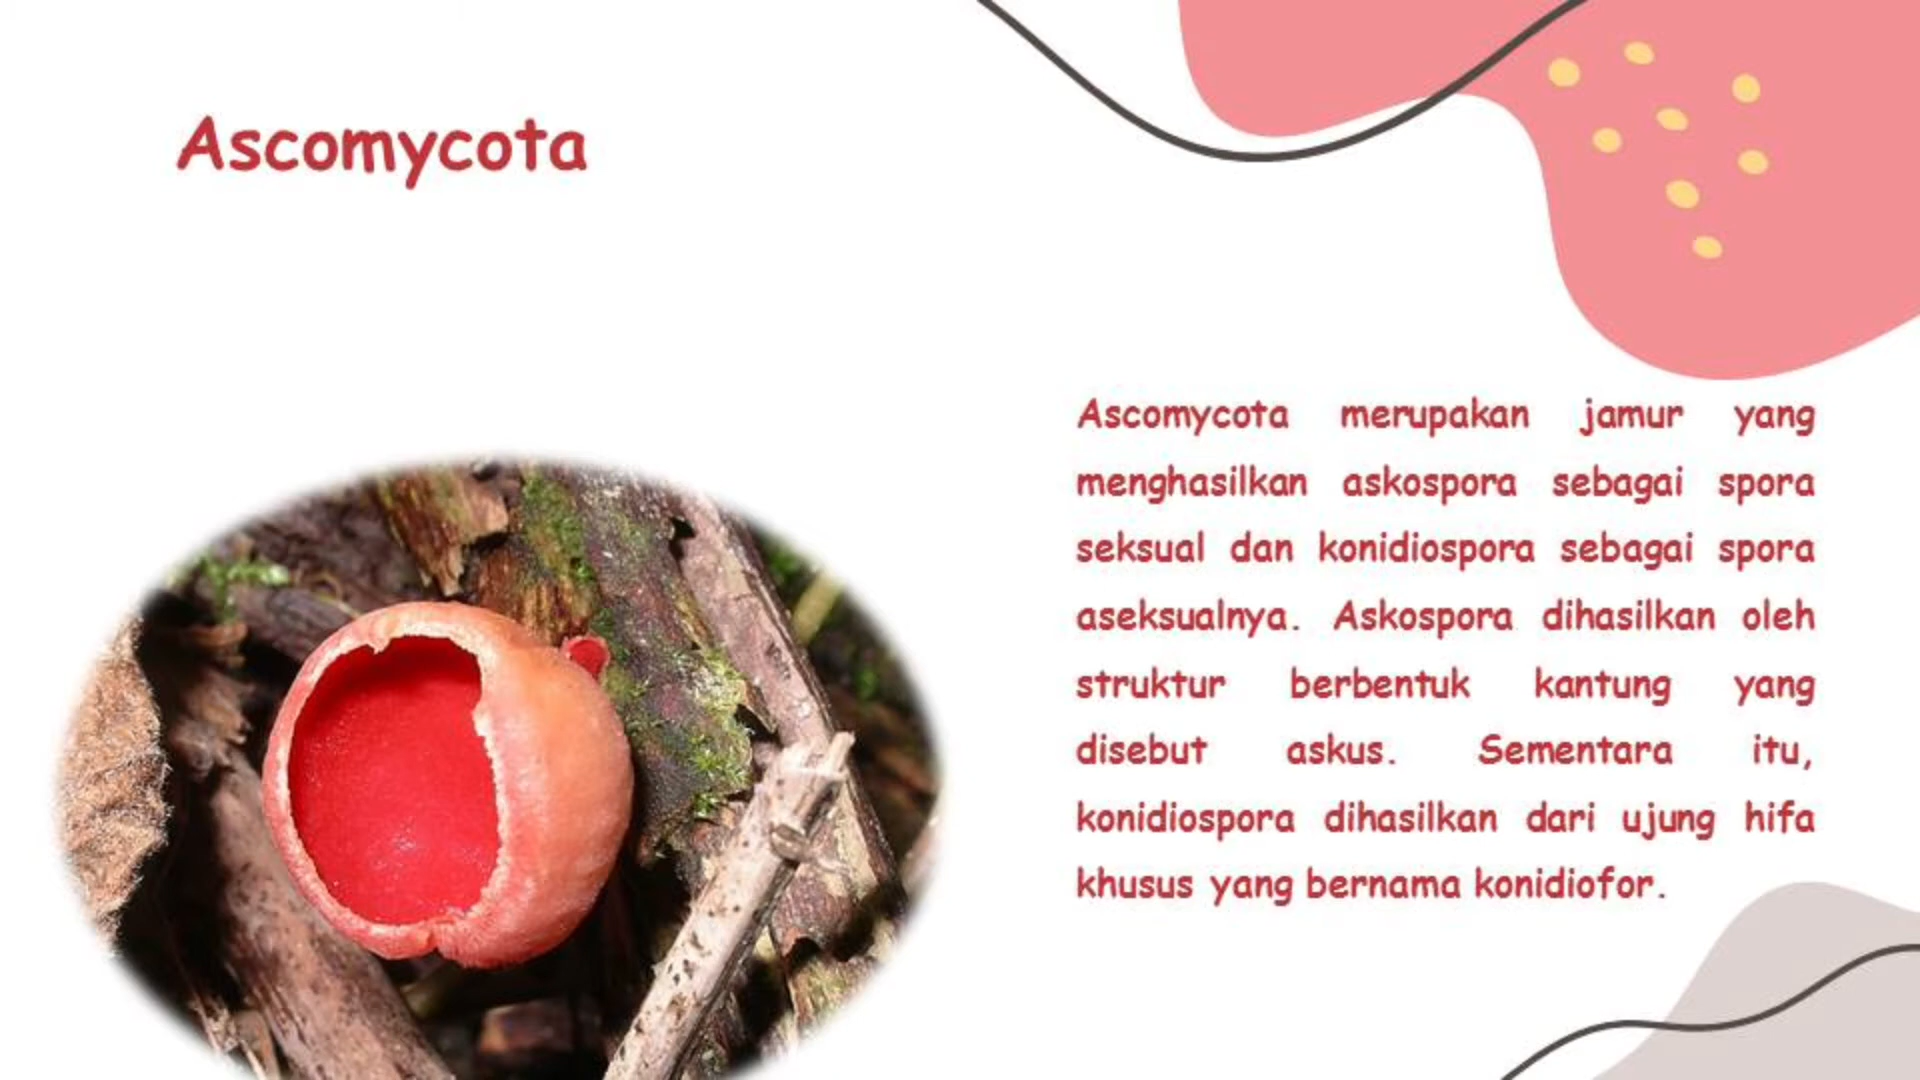 Ascomycota
Ascomycota merupakan jamur yang
menghasilkan askospora sebagai spora
seksual dan konidiospora sebagai spora
aseksualnya. Askospora dihasilkan oleh
struktur berbentuk kantung yang
disebut askus. Sementara itu,
konidiospora dihasilkan dari ujung hifa
khusus yang bernama konidiofor.